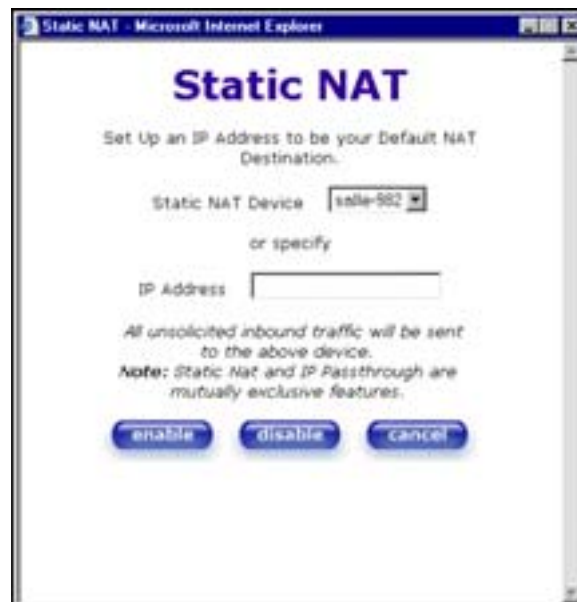 Static NAT - Microsoft Internet Explorer
Static NAT
Set Up an IP Address to be your Default NAT
Destination.
Static NAT Device
or specify
IP Address
All unsolicited inbound traffic will be sent
to the above device.
Note: Static Nat and IP Passthrough are
mutually exclusive features.
enable disable cancel